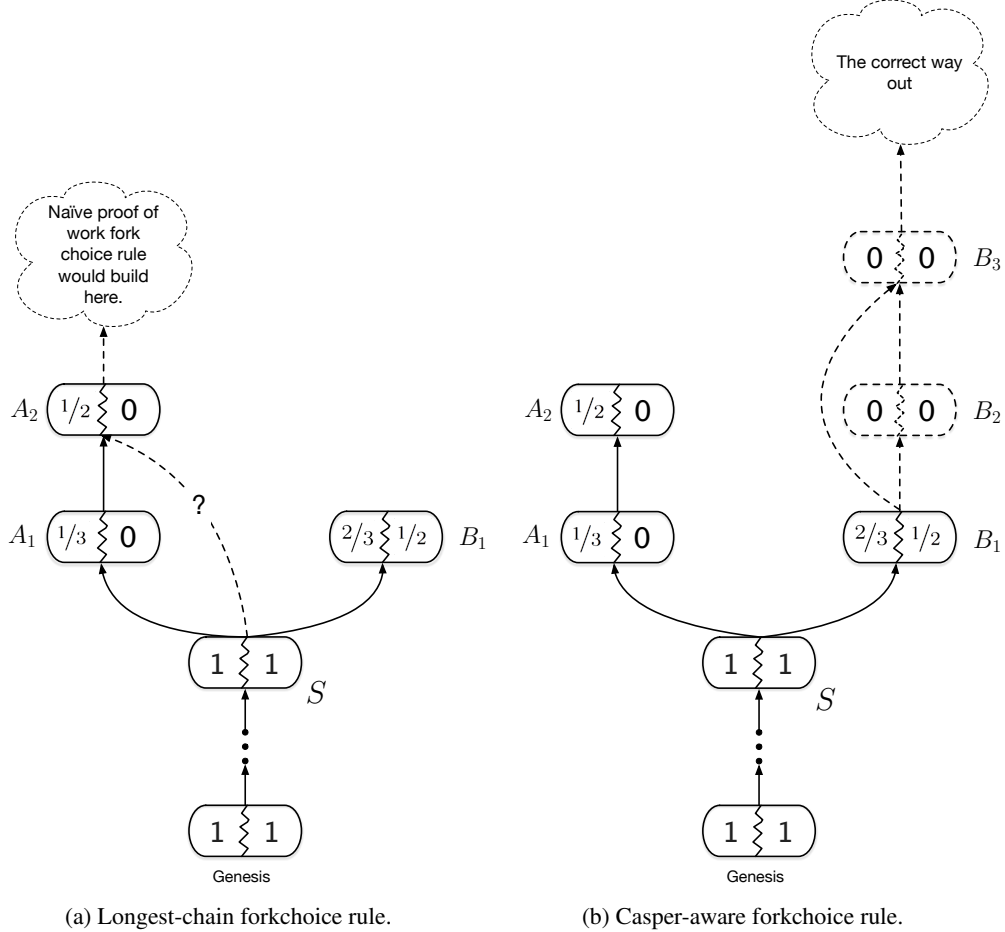 Naïve proof of
work fork
choice rule
would build
here.
A₂ 1/2 0
?
A₁ 1/3 0
2/3 1/2 B₁
1 1
S
1 1
Genesis
(a) Longest-chain forkchoice rule.
The correct way
out
0 0 B₃
A₂ 1/2 0
0 0 B₂
A₁ 1/3 0
2/3 1/2 B₁
1 1
S
1 1
Genesis
(b) Casper-aware forkchoice rule.